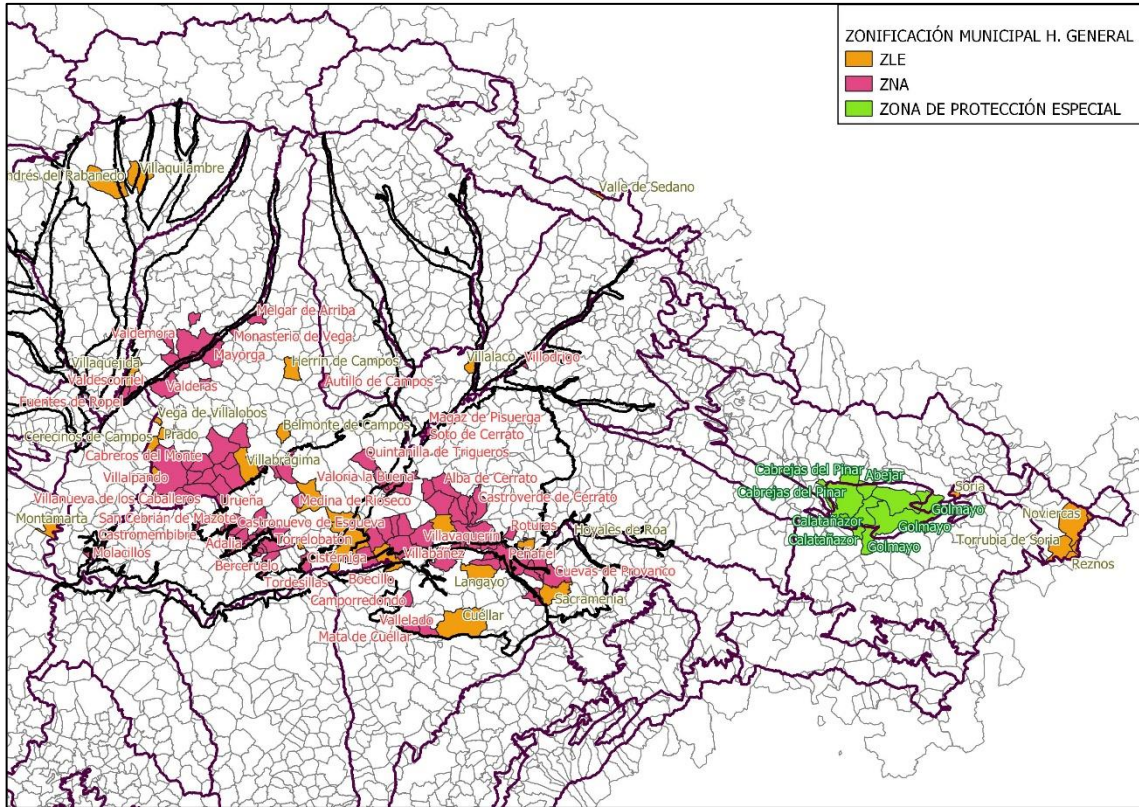 ZONIFICACIÓN MUNICIPAL H. GENERAL
ZLE
ZNA
ZONA DE PROTECCIÓN ESPECIAL
ndrés del Rabanedo
Villaquilambre
Valle de Sedano
Melgar de Arriba
Valdemora
Monasterio de Vega
Mayorga
Villaquejida
Herrín de Campos
Villalaco
Villodrigo
Valdescorriel
Valderas
Autillo de Campos
Fuentes de Ropel
Vega de Villalobos
Belmonte de Campos
Magaz de Pisuerga
Cerecinos de Campos
Prado
Soto de Cerrato
Cabreros del Monte
Villabrágima
Quintanilla de Trigueros
Villalpando
Valoria la Buena
Alba de Cerrato
Cabrejas del Pinar
Abejar
Soria
Villanueva de los Caballeros
Urueña
Medina de Rioseco
Castroverde de Cerrato
Cabrejas del Pinar
Golmayo
Noviercas
Montamarta
San Cebrián de Mazote
Castronuevo de Esgueva
Roturas
Hoyales de Roa
Calatañazor
Golmayo
Castromembibre
Adalia
Torrelobatón
Villavaquerín
Calatañazor
Golmayo
Torrubia de Soria
Molacillos
Berceruelo
Cistérniga
Villabáñez
Peñafiel
Reznos
Tordesillas
Boecillo
Langayo
Cuevas de Provanco
Camporredondo
Sacramenia
Vallelado
Cuéllar
Mata de Cuéllar